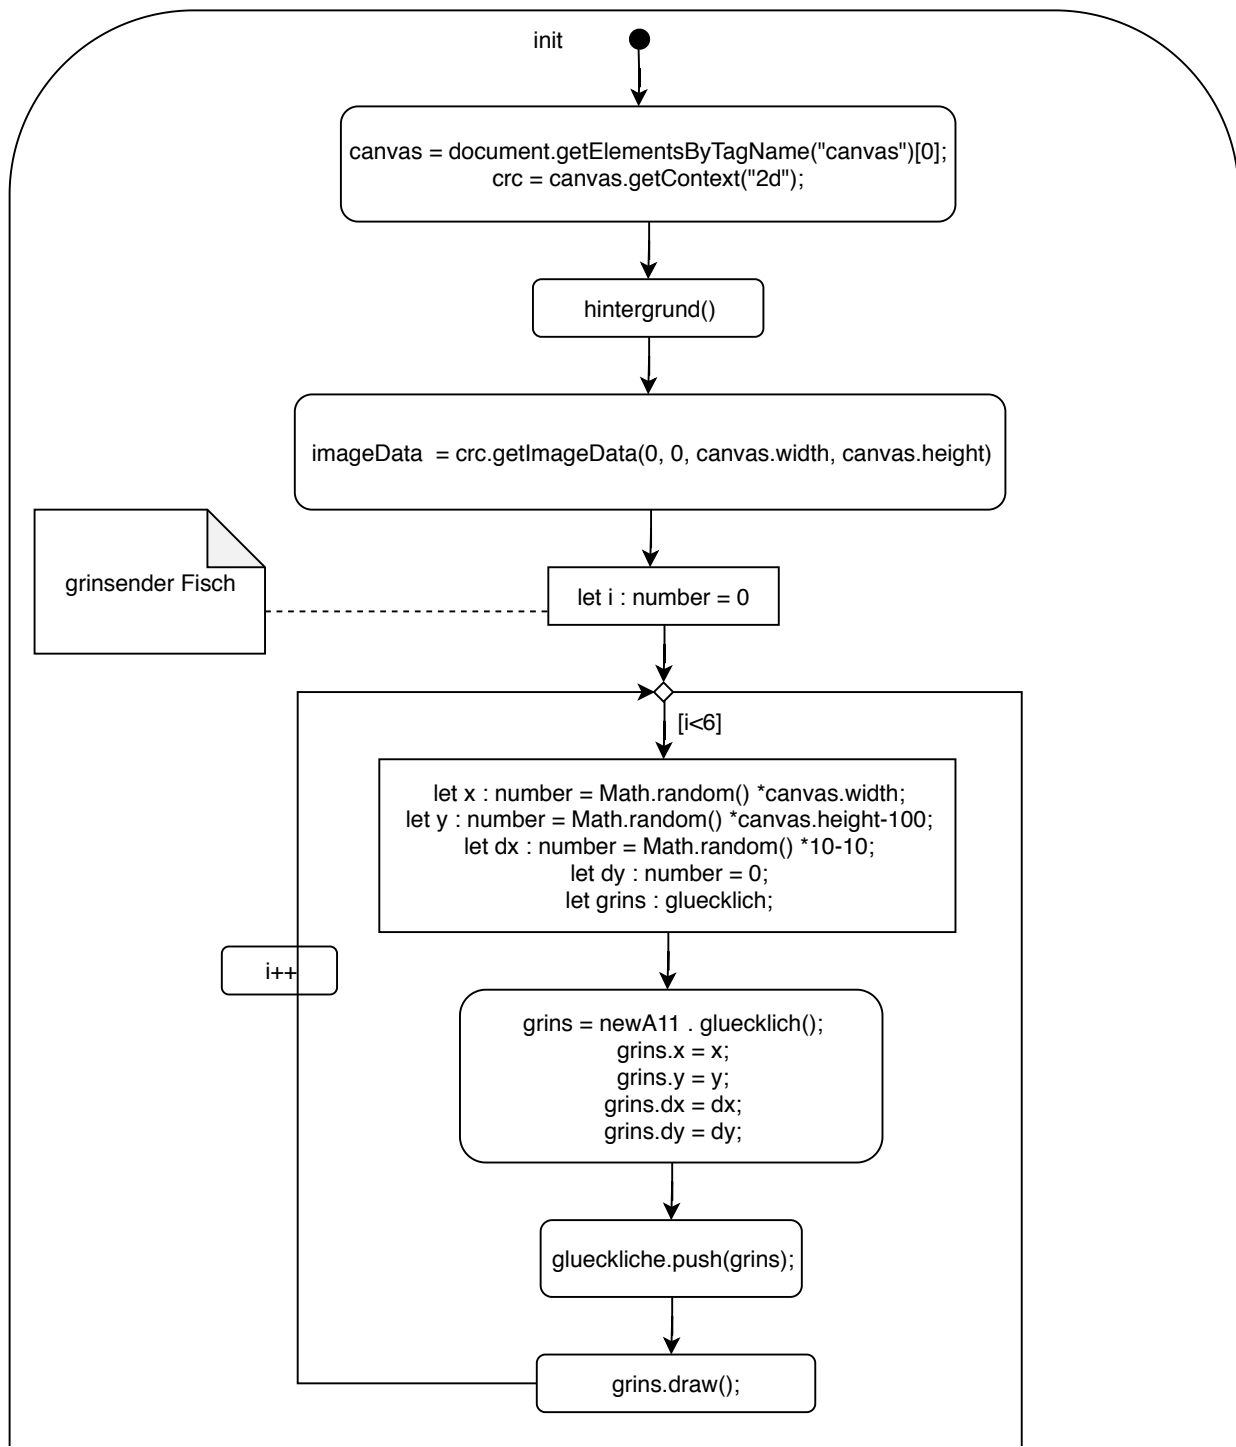 init
canvas = document.getElementsByTagName("canvas")[0];
crc = canvas.getContext("2d");
hintergrund()
imageData  = crc.getImageData(0, 0, canvas.width, canvas.height)
grinsender Fisch
let i : number = 0
[i<6]
let x : number = Math.random() *canvas.width;
let y : number = Math.random() *canvas.height-100;
let dx : number = Math.random() *10-10;
let dy : number = 0;
let grins : gluecklich;
i++
grins = newA11 . gluecklich();
grins.x = x;
grins.y = y;
grins.dx = dx;
grins.dy = dy;
glueckliche.push(grins);
grins.draw();